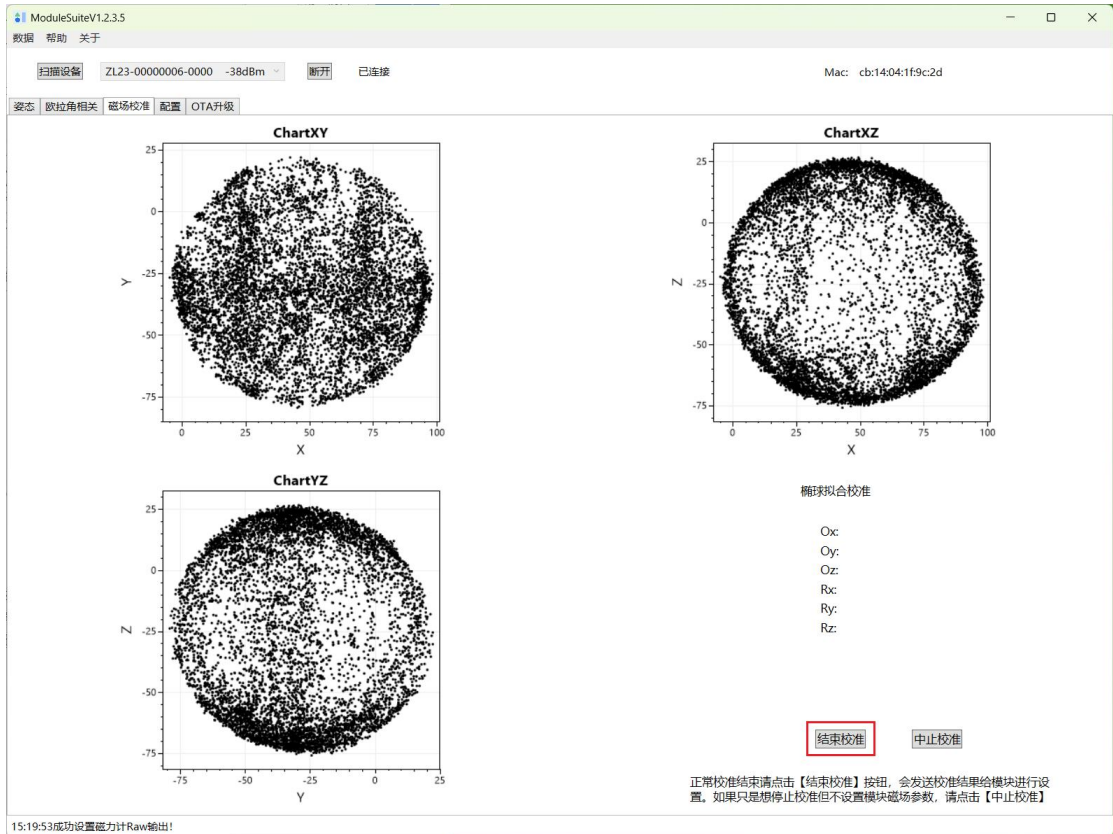 ModuleSuiteV1.2.3.5
数据 帮助 关于
扫描设备 ZL23-00000006-0000 -38dBm 断开 已连接 Mac: cb:14:04:1f:9c:2d
姿态 欧拉角相关 磁场校准 配置 OTA升级
ChartXY
25
0
-25
-50
-75
Y
0 25 50 75 100
X
ChartXZ
25
0
-25
-50
-75
Z
0 25 50 75 100
X
ChartYZ
25
0
-25
-50
-75
Z
-75 -50 -25 0 25
Y
椭球拟合校准
Ox:
Oy:
Oz:
Rx:
Ry:
Rz:
结束校准 中止校准
正常校准结束请点击【结束校准】按钮，会发送校准结果给模块进行设
置。如果只是想停止校准但不设置模块磁场参数，请点击【中止校准】
15:19:53成功设置磁力计Raw输出!